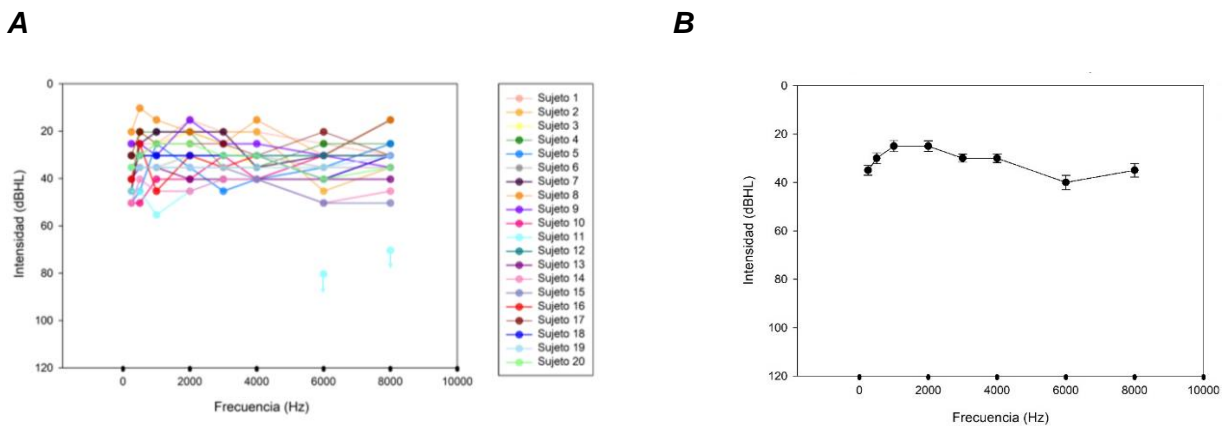 A
B
0
20
40
60
80
100
120
Intensidad (dBHL)
0
2000
4000
6000
8000
10000
Frecuencia (Hz)
Sujeto 1
Sujeto 2
Sujeto 3
Sujeto 4
Sujeto 5
Sujeto 6
Sujeto 7
Sujeto 8
Sujeto 9
Sujeto 10
Sujeto 11
Sujeto 12
Sujeto 13
Sujeto 14
Sujeto 15
Sujeto 16
Sujeto 17
Sujeto 18
Sujeto 19
Sujeto 20
0
20
40
60
80
100
120
Intensidad (dBHL)
0
2000
4000
6000
8000
10000
Frecuencia (Hz)